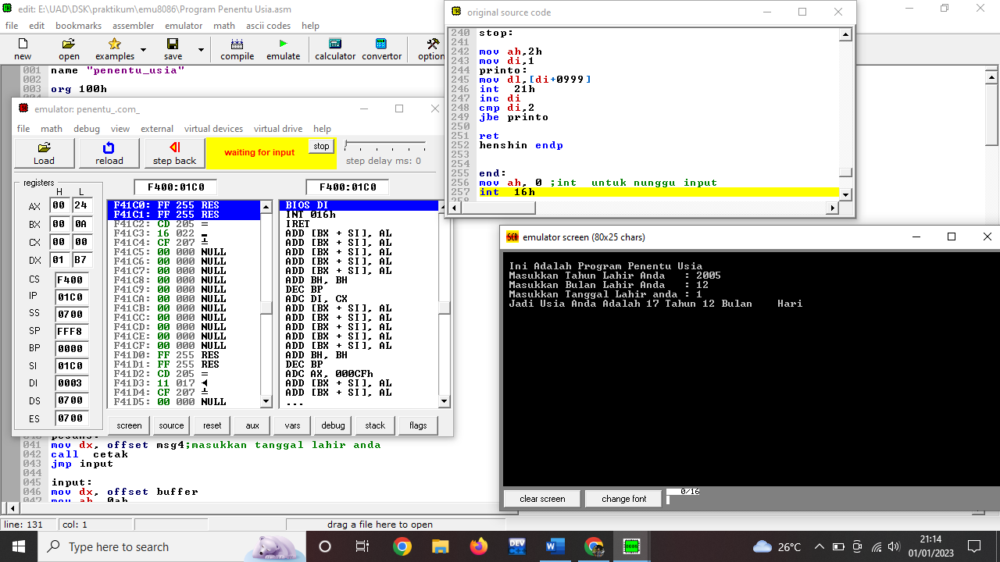 edit: E:\UAD\DSK\praktikum\emu8086\Program Penentu Usia.asm
file edit bookmarks assembler emulator math ascii codes help
new open examples save compile emulate calculator convertor option
001 name "penentu_usia"
002
003 org 100h
original source code
240 stop:
241
242 mov ah,2h
243 mov di,1
244 printo:
245 mov dl,[di+0999]
246 int 21h
247 inc di
248 cmp di,2
249 jbe printo
250
251 ret
252 henshin endp
253
254
255 end:
256 mov ah, 0 ;int untuk nunggu input
257 int 16h
emulator: penentu_.com_
file math debug view external virtual devices virtual drive help
Load reload step back waiting for input stop step delay ms: 0
registers F400:01C0 F400:01C0
H L
AX 00 24
BX 00 0A
CX 00 00
DX 01 B7
CS F400
IP 01C0
SS 0700
SP FFF8
BP 0000
SI 01C0
DI 0003
DS 0700
ES 0700
F41C0: FF 255 RES
F41C1: FF 255 RES
F41C2: CD 205 =
F41C3: 16 022 ▬
F41C4: CF 207 ╧
F41C5: 00 000 NULL
F41C6: 00 000 NULL
F41C7: 00 000 NULL
F41C8: 00 000 NULL
F41C9: 00 000 NULL
F41CA: 00 000 NULL
F41CB: 00 000 NULL
F41CC: 00 000 NULL
F41CD: 00 000 NULL
F41CE: 00 000 NULL
F41CF: 00 000 NULL
F41D0: FF 255 RES
F41D1: FF 255 RES
F41D2: CD 205 =
F41D3: 11 017 ◄
F41D4: CF 207 ╧
F41D5: 00 000 NULL
BIOS DI
INT 016h
IRET
ADD [BX + SI], AL
ADD [BX + SI], AL
ADD [BX + SI], AL
ADD [BX + SI], AL
ADD [BX + SI], AL
ADD BH, BH
DEC BP
ADC DI, CX
ADD [BX + SI], AL
ADD [BX + SI], AL
ADD [BX + SI], AL
ADD [BX + SI], AL
ADD [BX + SI], AL
ADD BH, BH
DEC BP
ADC AX, 000CFh
ADD [BX + SI], AL
ADD [BX + SI], AL
...
screen source reset aux vars debug stack flags
emulator screen (80x25 chars)
Ini Adalah Program Penentu Usia
Masukkan Tahun Lahir Anda : 2005
Masukkan Bulan Lahir Anda : 12
Masukkan Tanggal Lahir anda : 1
Jadi Usia Anda Adalah 17 Tahun 12 Bulan Hari
clear screen change font 0/16
041 mov dx, offset msg4;masukkan tanggal lahir anda
042 call cetak
043 jmp input
044
045 input:
046 mov dx, offset buffer
047 mov ah, 0ah
line: 131 col: 1 drag a file here to open
Type here to search
DEV
26°C
21:14
01/01/2023